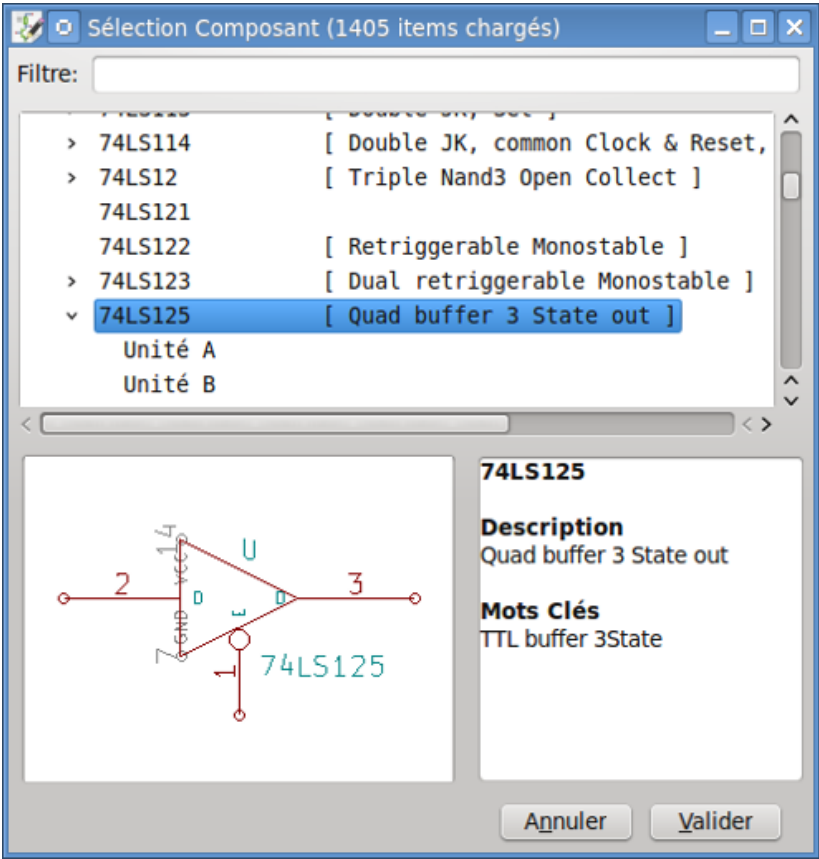 Sélection Composant (1405 items chargés)
Filtre:
74LS114 [ Double JK, common Clock & Reset,
74LS12 [ Triple Nand3 Open Collect ]
74LS121
74LS122 [ Retriggerable Monostable ]
74LS123 [ Dual retriggerable Monostable ]
74LS125 [ Quad buffer 3 State out ]
Unité A
Unité B
14
VCC
U
2
D
O
3
E
GND
7
1
74LS125
74LS125
Description
Quad buffer 3 State out
Mots Clés
TTL buffer 3State
Annuler
Valider